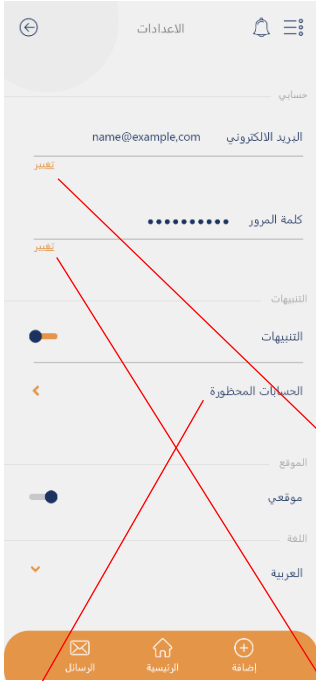 الاعدادات
حسابي
البريد الالكتروني name@example,com
تغيير
كلمة المرور
تغيير
التنبيهات
التنبيهات
الحسابات المحظورة
الموقع
موقعي
اللغة
العربية
إضافة الرئيسية الرسائل